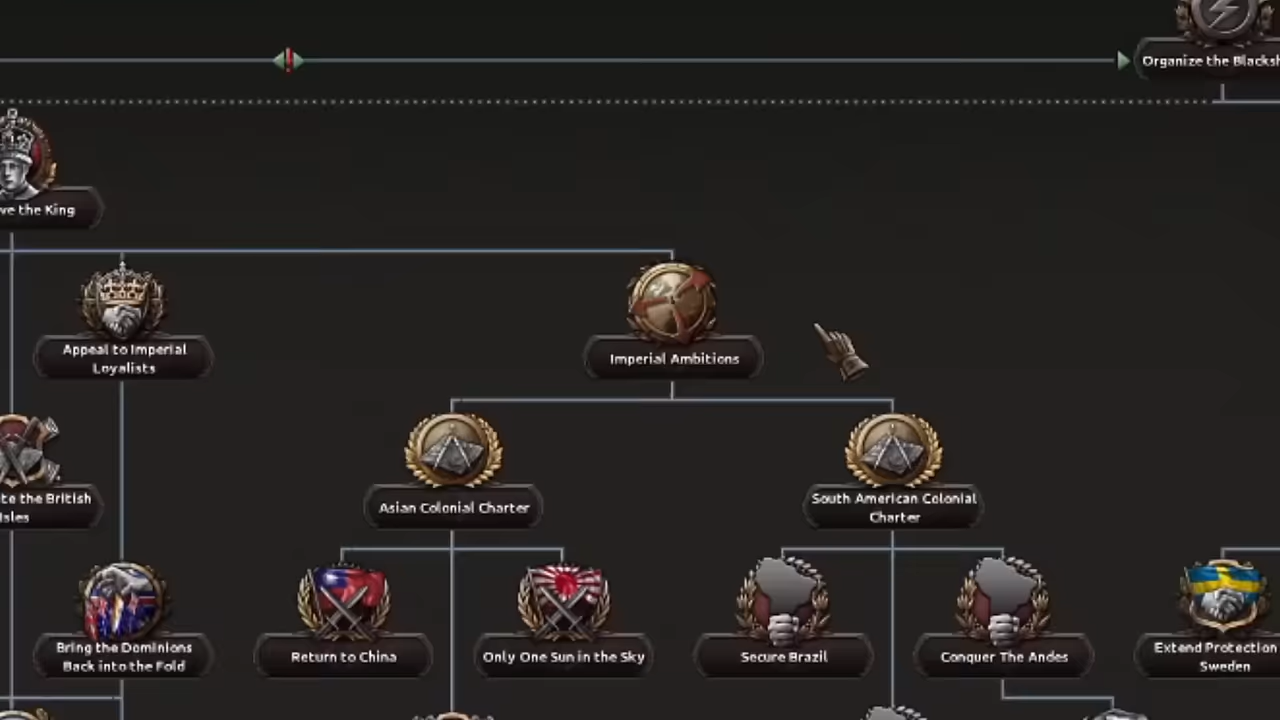 Organize the Blacksh
ve the King
Appeal to Imperial
Loyalists
Imperial Ambitions
te the British
Isles
Asian Colonial Charter
South American Colonial
Charter
Bring the Dominions
Back into the Fold
Return to China
Only One Sun in the Sky
Secure Brazil
Conquer The Andes
Extend Protection
Sweden